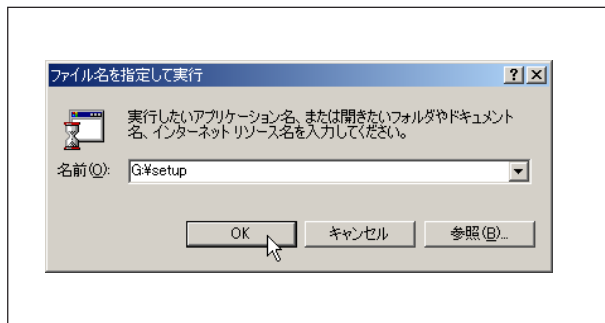 ファイル名を指定して実行
実行したいアプリケーション名、または開きたいフォルダやドキュメント
名、インターネット リソース名を入力してください。
名前(O): G:¥setup
OK キャンセル 参照(B)...